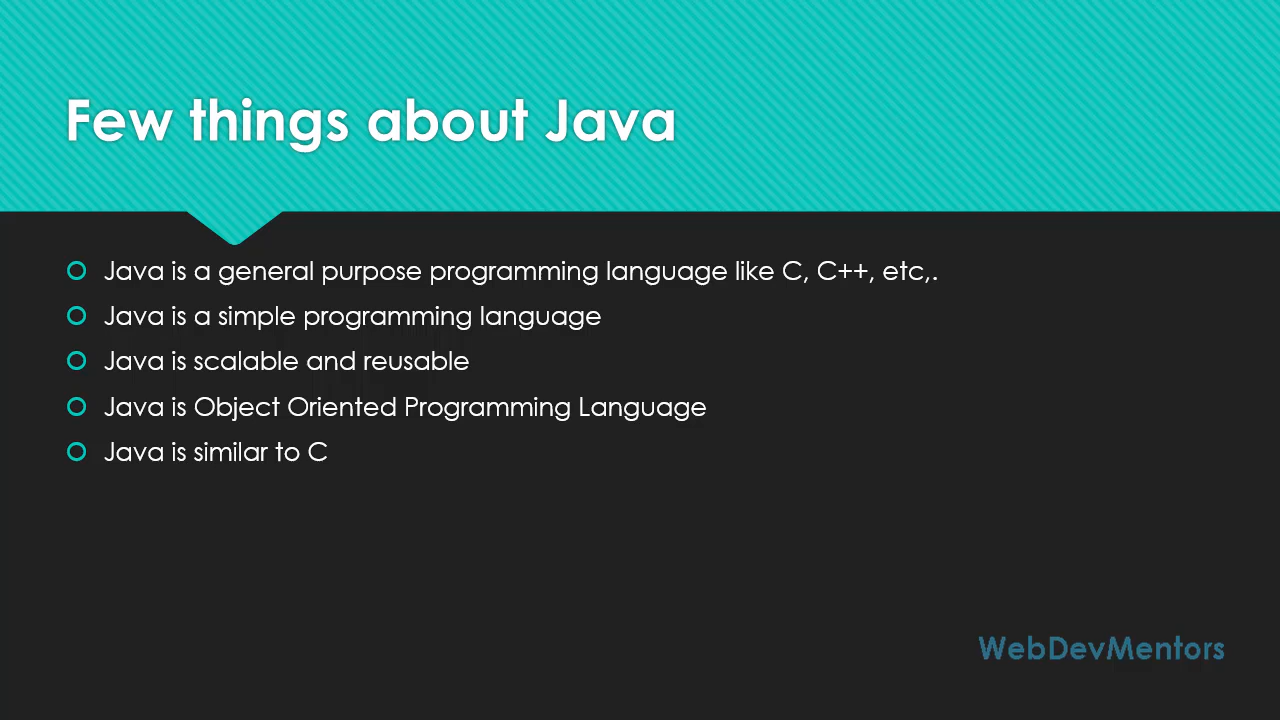 Few things about Java
Java is a general purpose programming language like C, C++, etc,.
Java is a simple programming language
Java is scalable and reusable
Java is Object Oriented Programming Language
Java is similar to C
WebDevMentors